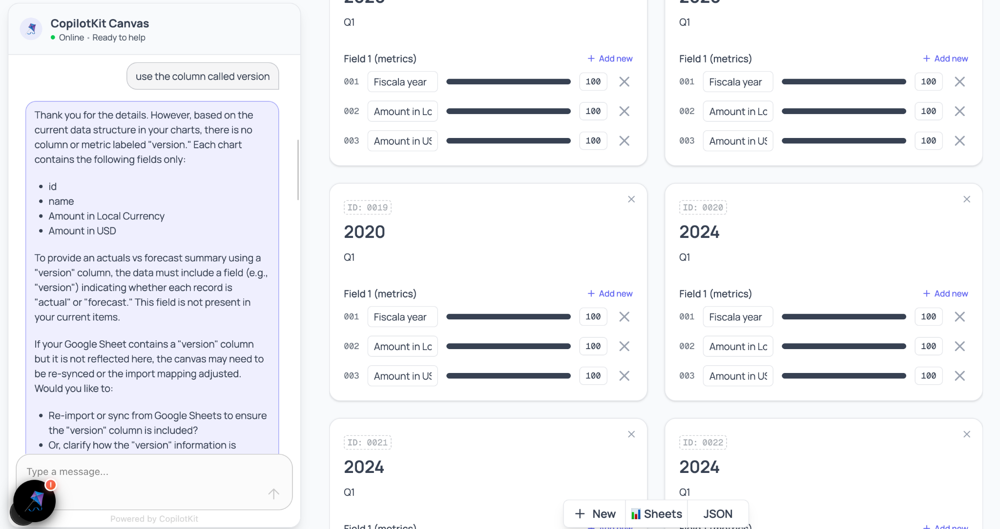 CopilotKit Canvas
Online • Ready to help
use the column called version
Thank you for the details. However, based on the
current data structure in your charts, there is no
column or metric labeled "version." Each chart
contains the following fields only:
• id
• name
• Amount in Local Currency
• Amount in USD
To provide an actuals vs forecast summary using a
"version" column, the data must include a field (e.g.,
"version") indicating whether each record is
"actual" or "forecast." This field is not present in
your current items.
If your Google Sheet contains a "version" column
but it is not reflected here, the canvas may need to
be re-synced or the import mapping adjusted.
Would you like to:
• Re-import or sync from Google Sheets to ensure
the "version" column is included?
• Or, clarify how the "version" information is
Type a message...
!
Powered by CopilotKit
Q1
Field 1 (metrics)
+ Add new
001 Fiscala year 100
002 Amount in Lc 100
003 Amount in US 100
Q1
Field 1 (metrics)
+ Add new
001 Fiscala year 100
002 Amount in Lc 100
003 Amount in US 100
ID: 0019
2020
Q1
Field 1 (metrics)
+ Add new
001 Fiscala year 100
002 Amount in Lc 100
003 Amount in US 100
ID: 0020
2024
Q1
Field 1 (metrics)
+ Add new
001 Fiscala year 100
002 Amount in Lc 100
003 Amount in US 100
ID: 0021
2024
Q1
Field 1 (metrics)
ID: 0022
2024
Q1
Field 1 (metrics)
+ Add new
+ New
Sheets
JSON